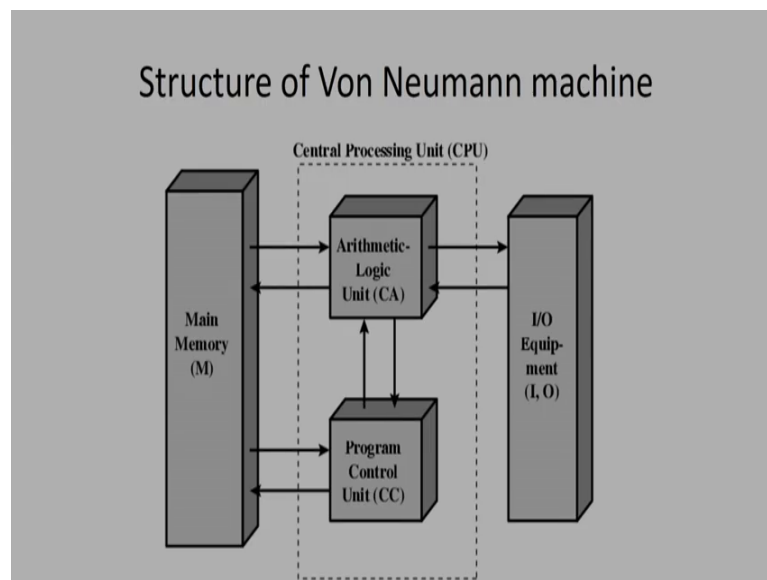 Structure of Von Neumann machine
Central Processing Unit (CPU)
Main
Memory
(M)
Arithmetic-
Logic
Unit (CA)
Program
Control
Unit (CC)
I/O
Equip-
ment
(I, O)